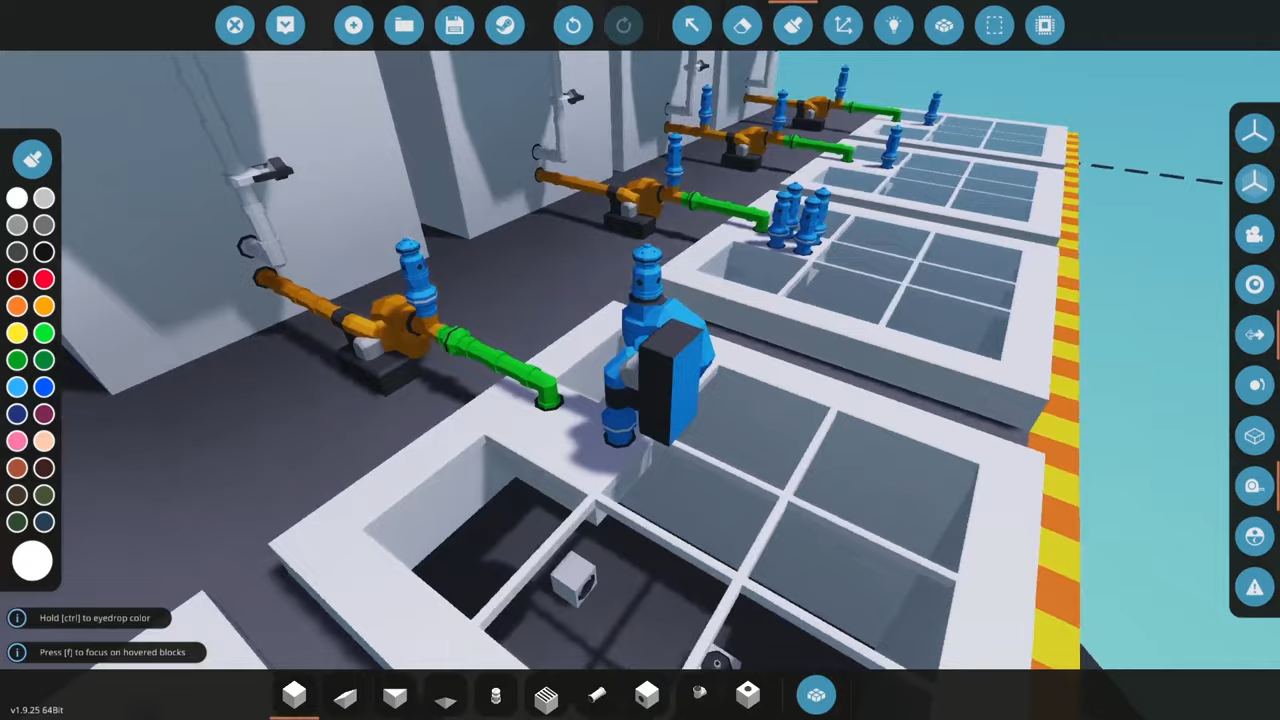 Hold [ctrl] to eyedrop color
Press [f] to focus on hovered blocks
v1.9.25 64Bit